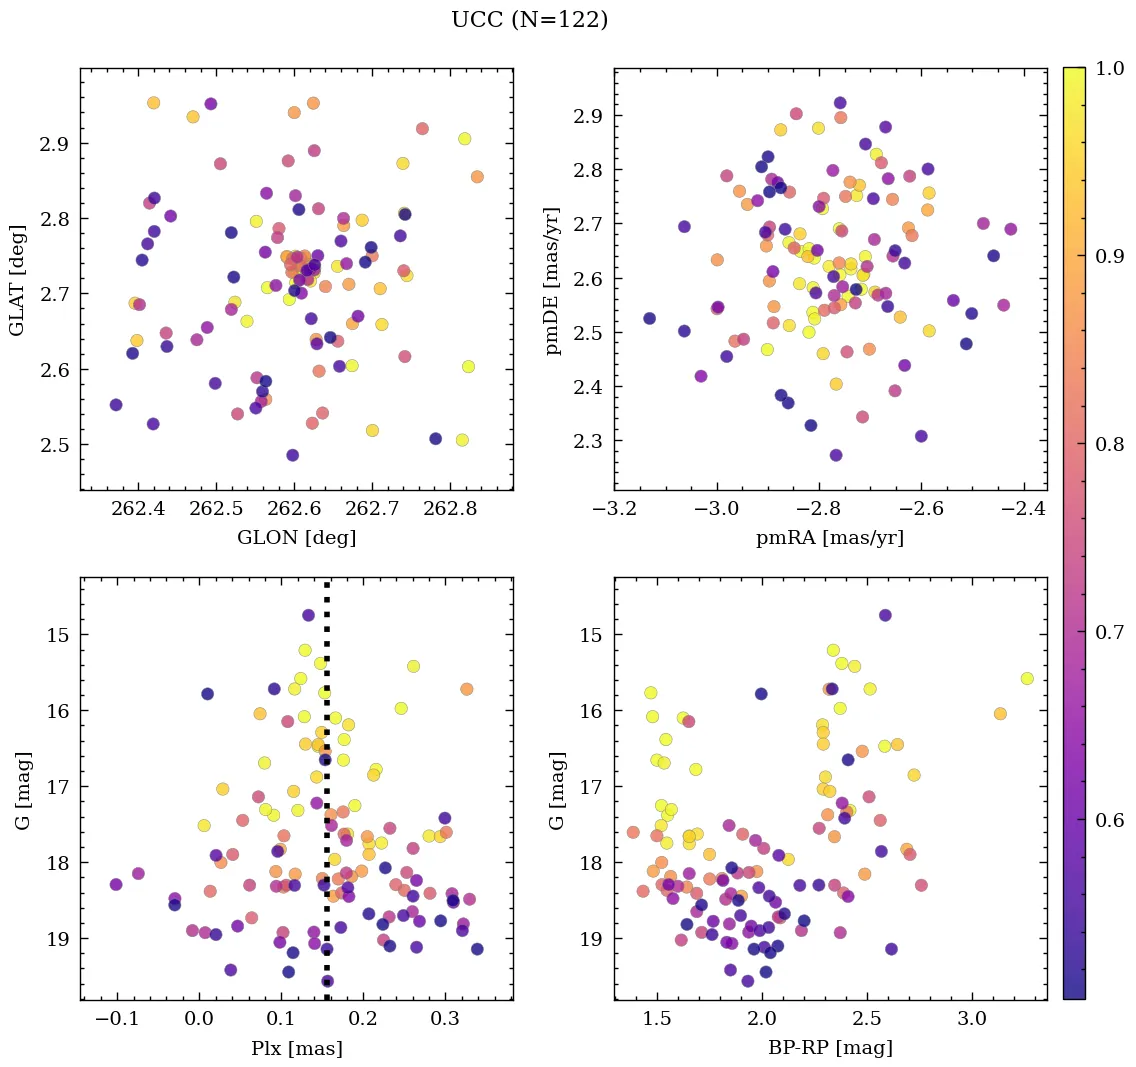 UCC (N=122)
2.9
2.8
2.7
2.6
2.5
GLAT [deg]
262.4 262.5 262.6 262.7 262.8
GLON [deg]
2.9
2.8
2.7
2.6
2.5
2.4
2.3
pmDE [mas/yr]
−3.2 −3.0 −2.8 −2.6 −2.4
pmRA [mas/yr]
15
16
17
18
19
G [mag]
−0.1 0.0 0.1 0.2 0.3
Plx [mas]
15
16
17
18
19
G [mag]
1.5 2.0 2.5 3.0
BP-RP [mag]
1.0
0.9
0.8
0.7
0.6